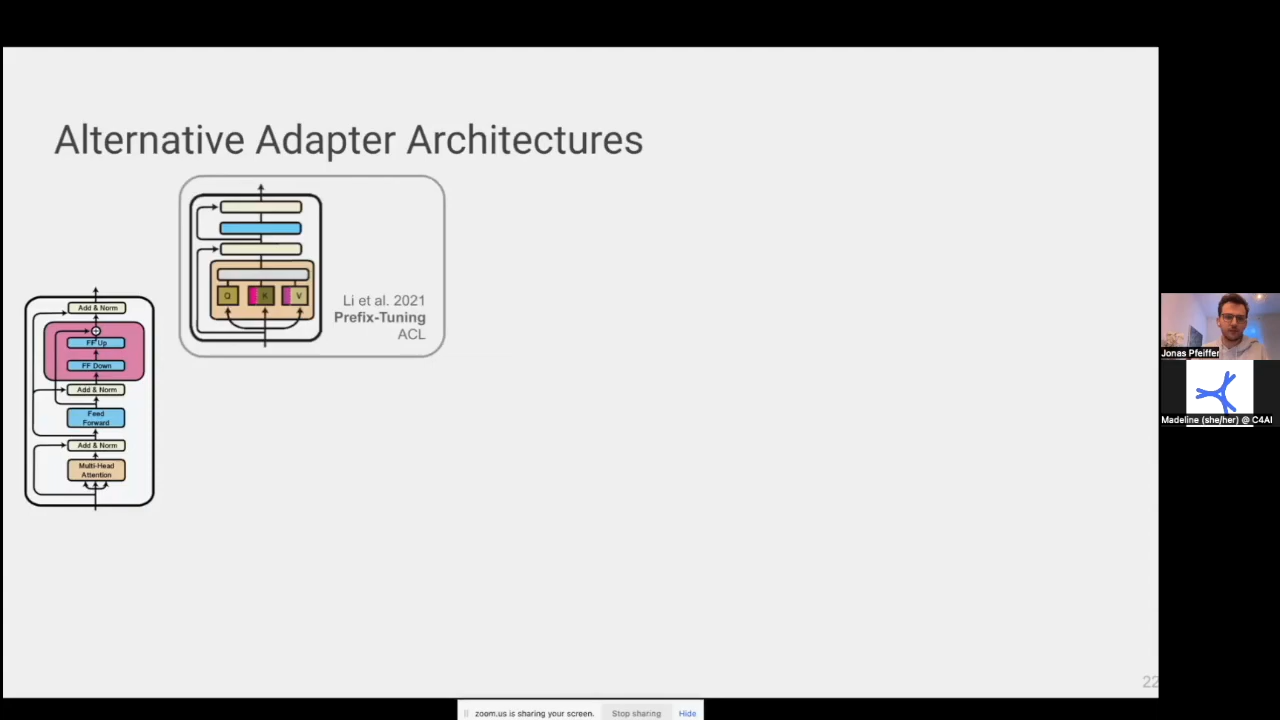 Alternative Adapter Architectures
Q
K
V
Li et al. 2021
Prefix-Tuning
ACL
Add & Norm
FF Up
FF Down
Add & Norm
Feed
Forward
Add & Norm
Multi-Head
Attention
22
Jonas Pfeiffer
Madeline (she/her) @ C4AI
zoom.us is sharing your screen.
Stop sharing
Hide